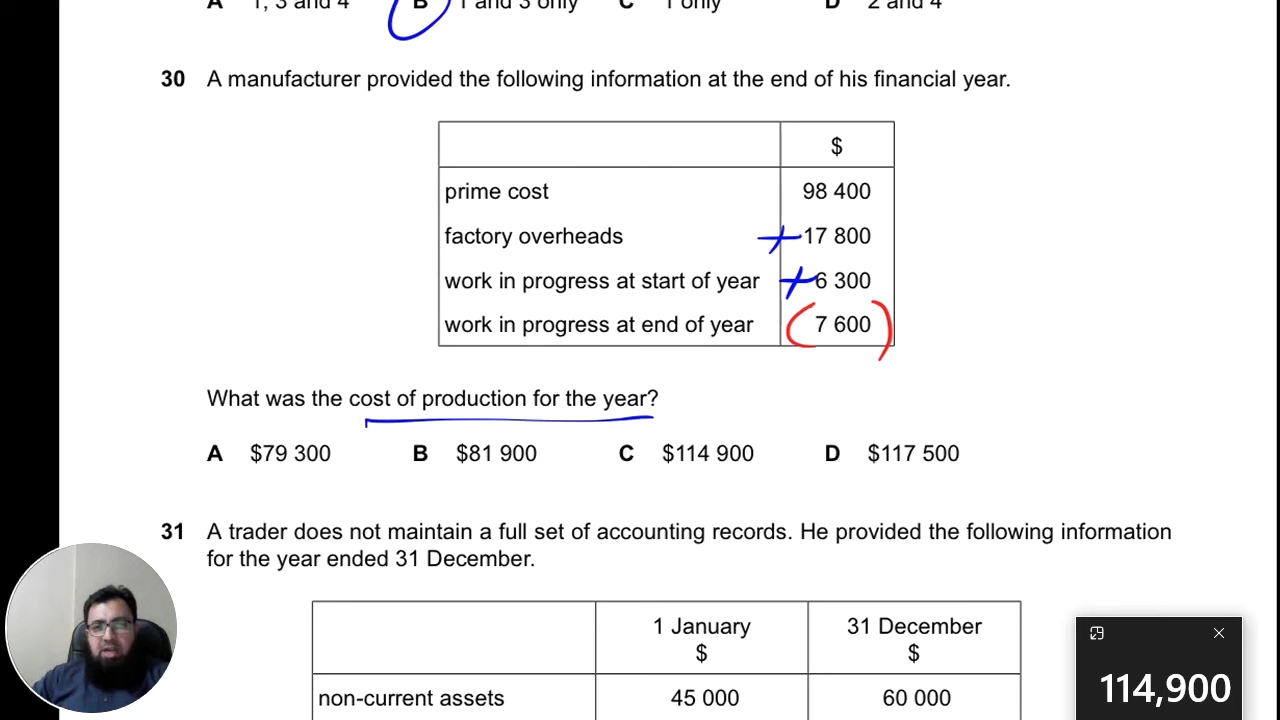 A 1, 3 and 4 B 1 and 3 only C 1 only D 2 and 4
30 A manufacturer provided the following information at the end of his financial year.
$
prime cost 98 400
factory overheads + 17 800
work in progress at start of year + 6 300
work in progress at end of year ( 7 600 )
What was the cost of production for the year?
A $79 300 B $81 900 C $114 900 D $117 500
31 A trader does not maintain a full set of accounting records. He provided the following information
for the year ended 31 December.
1 January 31 December
$ $
non-current assets 45 000 60 000
114,900